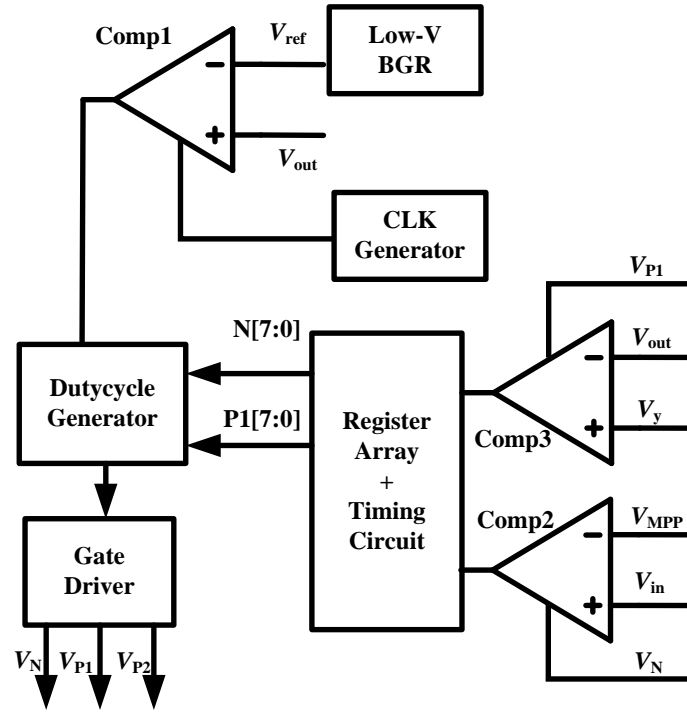 Comp1
V_ref
Low-V
BGR
−
+
V_out
CLK
Generator
V_P1
N[7:0]
V_out
−
Dutycycle
Generator
P1[7:0]
Register
Array
+
Timing
Circuit
V_y
+
Comp3
Comp2
V_MPP
−
Gate
Driver
V_in
+
V_N
V_P1
V_P2
V_N